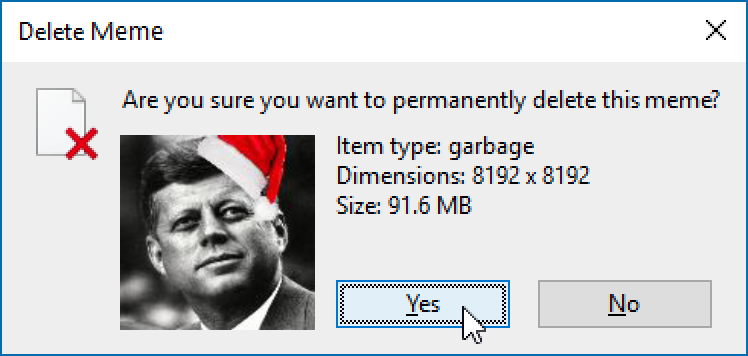 Delete Meme
Are you sure you want to permanently delete this meme?
Item type: garbage
Dimensions: 8192 x 8192
Size: 91.6 MB
Yes
No